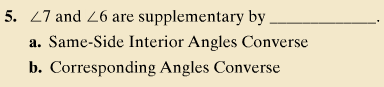 5. ∠7 and ∠6 are supplementary by ____________.
a. Same-Side Interior Angles Converse
b. Corresponding Angles Converse